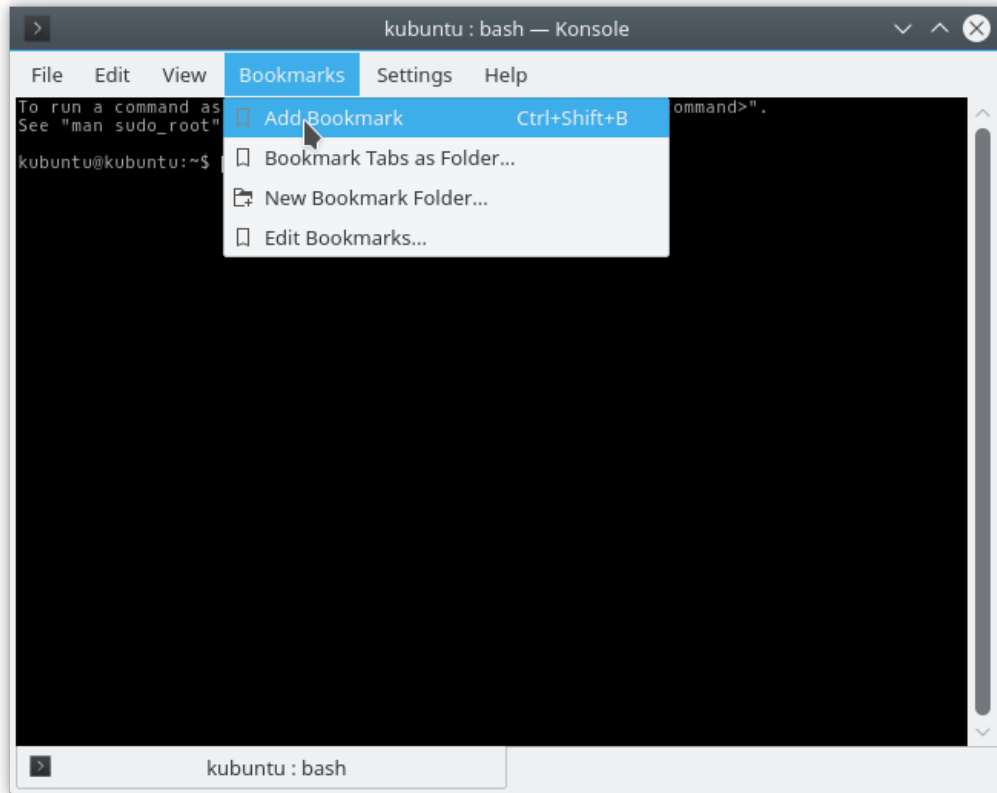 kubuntu : bash — Konsole
File Edit View Bookmarks Settings Help
To run a command as ommand>".
See "man sudo_root"
kubuntu@kubuntu:~$
Add Bookmark Ctrl+Shift+B
Bookmark Tabs as Folder...
New Bookmark Folder...
Edit Bookmarks...
kubuntu : bash